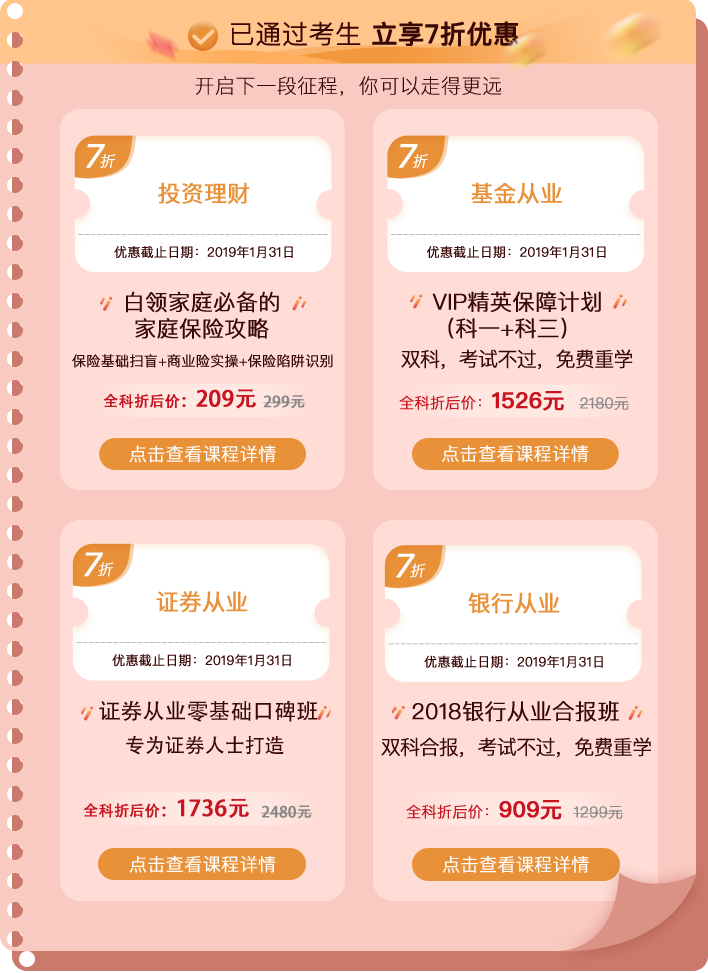 已通过考生 立享7折优惠
开启下一段征程，你可以走得更远
7折
投资理财
优惠截止日期：2019年1月31日
白领家庭必备的
家庭保险攻略
保险基础扫盲+商业险实操+保险陷阱识别
全科折后价：209元 299元
点击查看课程详情
7折
基金从业
优惠截止日期：2019年1月31日
VIP精英保障计划
（科一+科三）
双科，考试不过，免费重学
全科折后价：1526元 2180元
点击查看课程详情
7折
证券从业
优惠截止日期：2019年1月31日
证券从业零基础口碑班
专为证券人士打造
全科折后价：1736元 2480元
点击查看课程详情
7折
银行从业
优惠截止日期：2019年1月31日
2018银行从业合报班
双科合报，考试不过，免费重学
全科折后价：909元 1299元
点击查看课程详情